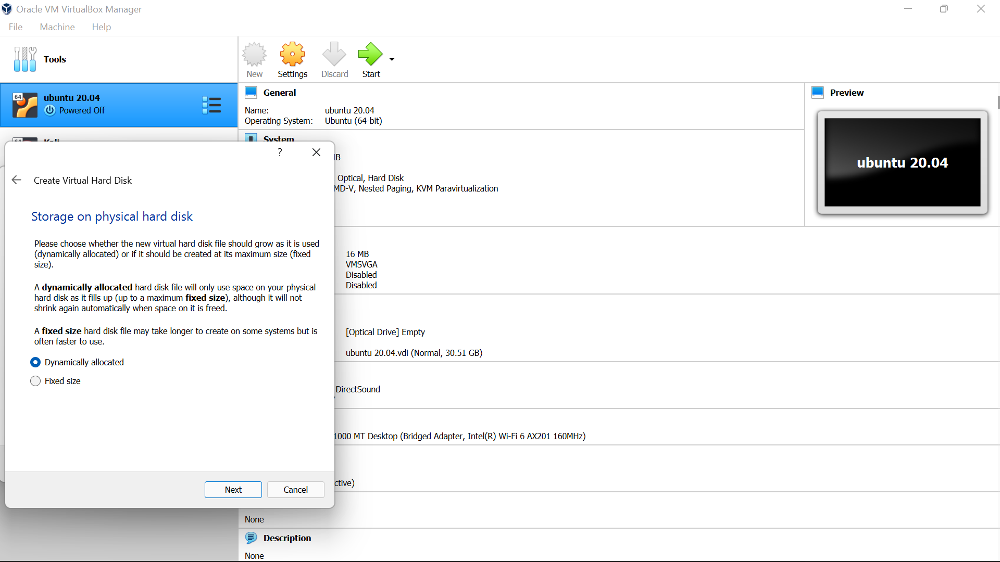 Oracle VM VirtualBox Manager
File Machine Help
Tools
New Settings Discard Start
64
ubuntu 20.04
Powered Off
General
Name: ubuntu 20.04
Operating System: Ubuntu (64-bit)
Preview
ubuntu 20.04
System
Optical, Hard Disk
MD-V, Nested Paging, KVM Paravirtualization
16 MB
VMSVGA
Disabled
Disabled
[Optical Drive] Empty
ubuntu 20.04.vdi (Normal, 30.51 GB)
DirectSound
1000 MT Desktop (Bridged Adapter, Intel(R) Wi-Fi 6 AX201 160MHz)
ctive)
None
Description
None
?
Create Virtual Hard Disk
Storage on physical hard disk
Please choose whether the new virtual hard disk file should grow as it is used
(dynamically allocated) or if it should be created at its maximum size (fixed
size).
A dynamically allocated hard disk file will only use space on your physical
hard disk as it fills up (up to a maximum fixed size), although it will not
shrink again automatically when space on it is freed.
A fixed size hard disk file may take longer to create on some systems but is
often faster to use.
Dynamically allocated
Fixed size
Next Cancel